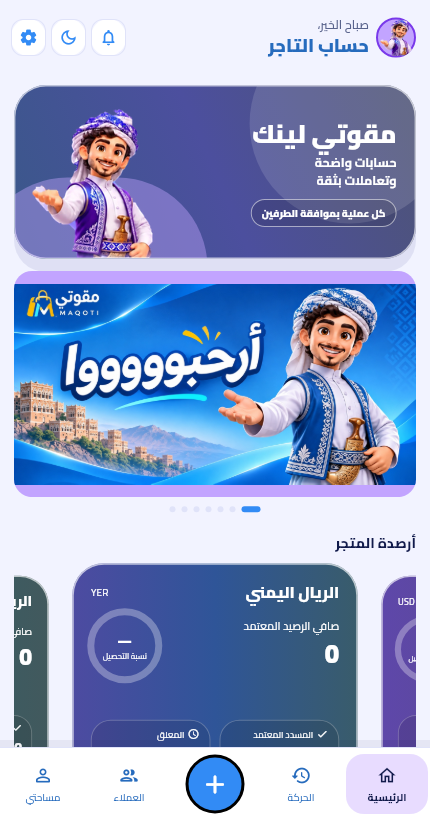 صباح الخير،
حساب التاجر
مقوتي لينك
حسابات واضحة
وتعاملات بثقة
كل عملية بموافقة الطرفين
مقوتي
MAQOTI
أرحبوووووا
أرصدة المتجر
USD
الريال اليمني
YER
صافي الرصيد المعتمد
0
—
نسبة التحصيل
المسدد المعتمد
المعلق
0
الرئيسية
الحركة
العملاء
مساحتي